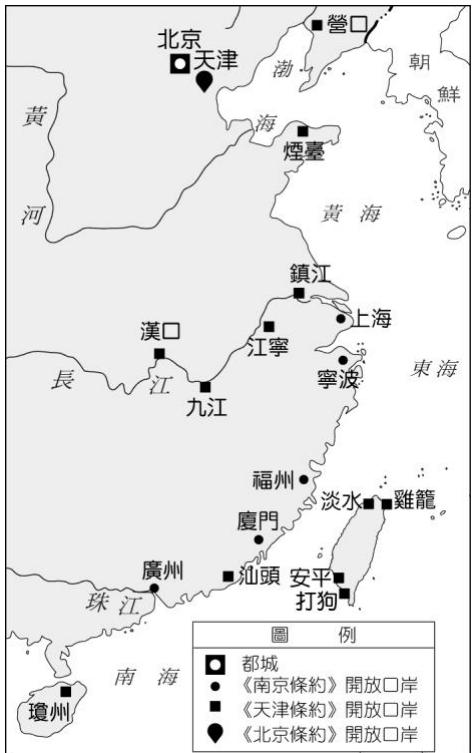 營口
北京
天津
朝鮮
渤海
黃河
煙臺
黃海
鎮江
上海
漢口
江寧
寧波
東海
長江
九江
福州
淡水
雞籠
廈門
廣州
汕頭
安平
打狗
珠江
南海
瓊州
圖例
都城
《南京條約》開放口岸
《天津條約》開放口岸
《北京條約》開放口岸